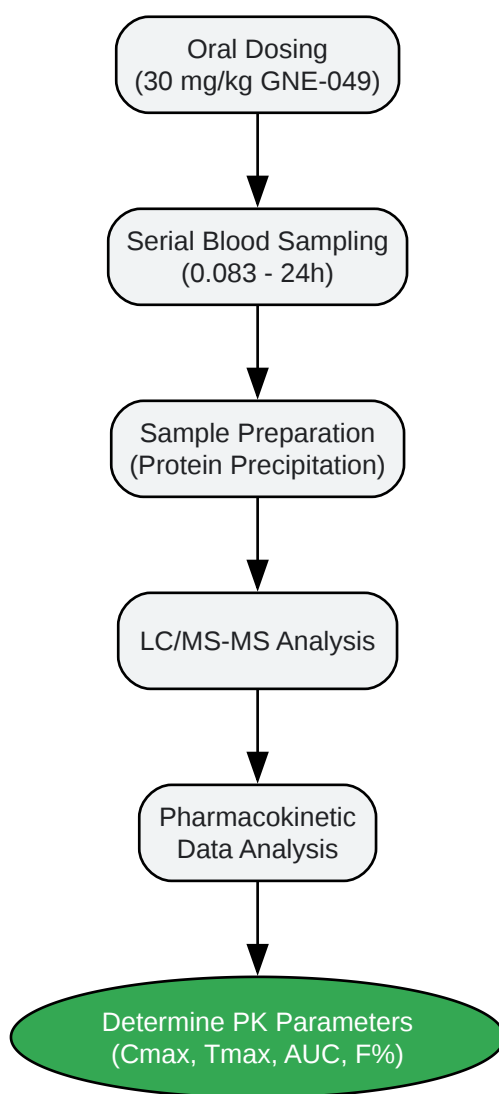 Oral Dosing
(30 mg/kg GNE-049)
Serial Blood Sampling
(0.083 - 24h)
Sample Preparation
(Protein Precipitation)
LC/MS-MS Analysis
Pharmacokinetic
Data Analysis
Determine PK Parameters
(Cmax, Tmax, AUC, F%)